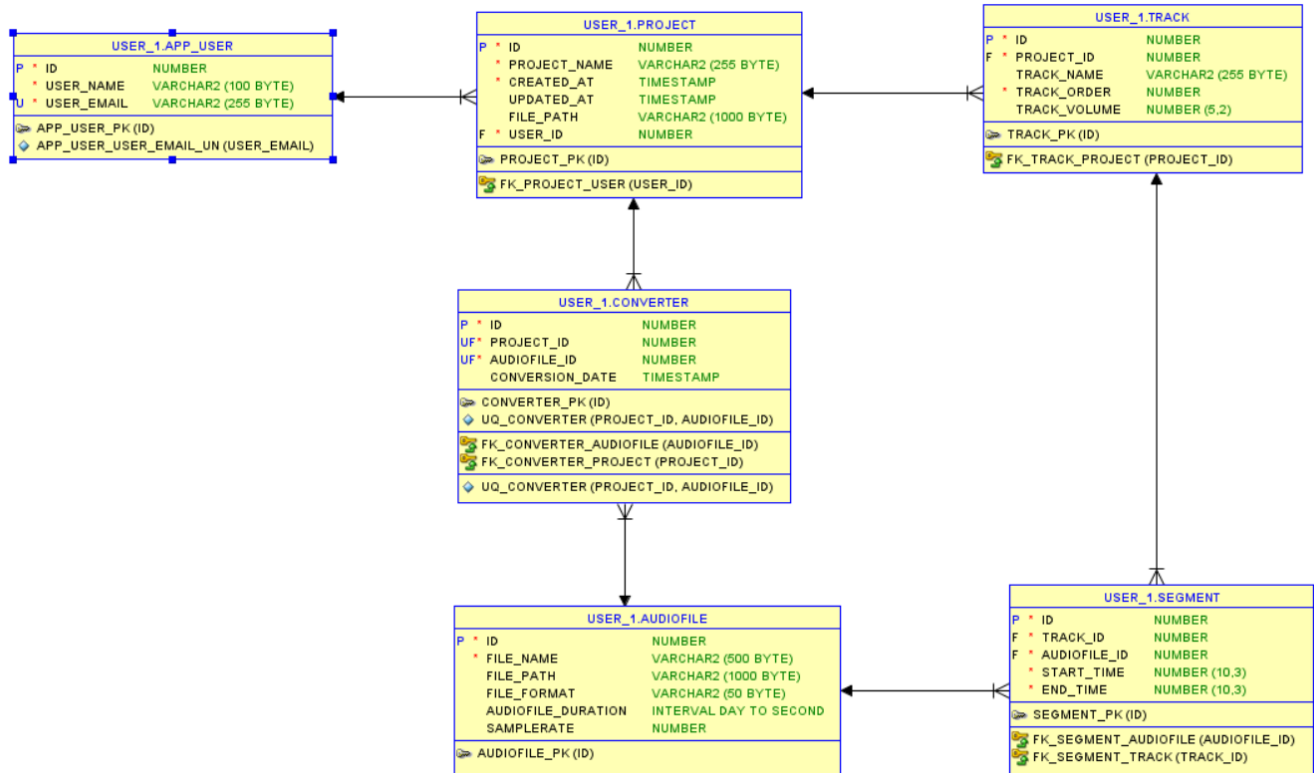 USER_1.APP_USER
P * ID NUMBER
* USER_NAME VARCHAR2 (100 BYTE)
U * USER_EMAIL VARCHAR2 (255 BYTE)
APP_USER_PK (ID)
APP_USER_USER_EMAIL_UN (USER_EMAIL)
USER_1.PROJECT
P * ID NUMBER
* PROJECT_NAME VARCHAR2 (255 BYTE)
* CREATED_AT TIMESTAMP
UPDATED_AT TIMESTAMP
FILE_PATH VARCHAR2 (1000 BYTE)
F * USER_ID NUMBER
PROJECT_PK (ID)
FK_PROJECT_USER (USER_ID)
USER_1.TRACK
P * ID NUMBER
F * PROJECT_ID NUMBER
TRACK_NAME VARCHAR2 (255 BYTE)
* TRACK_ORDER NUMBER
TRACK_VOLUME NUMBER (5,2)
TRACK_PK (ID)
FK_TRACK_PROJECT (PROJECT_ID)
USER_1.CONVERTER
P * ID NUMBER
UF* PROJECT_ID NUMBER
UF* AUDIOFILE_ID NUMBER
CONVERSION_DATE TIMESTAMP
CONVERTER_PK (ID)
UQ_CONVERTER (PROJECT_ID, AUDIOFILE_ID)
FK_CONVERTER_AUDIOFILE (AUDIOFILE_ID)
FK_CONVERTER_PROJECT (PROJECT_ID)
UQ_CONVERTER (PROJECT_ID, AUDIOFILE_ID)
USER_1.AUDIOFILE
P * ID NUMBER
* FILE_NAME VARCHAR2 (500 BYTE)
FILE_PATH VARCHAR2 (1000 BYTE)
FILE_FORMAT VARCHAR2 (50 BYTE)
AUDIOFILE_DURATION INTERVAL DAY TO SECOND
SAMPLERATE NUMBER
AUDIOFILE_PK (ID)
USER_1.SEGMENT
P * ID NUMBER
F * TRACK_ID NUMBER
F * AUDIOFILE_ID NUMBER
* START_TIME NUMBER (10,3)
* END_TIME NUMBER (10,3)
SEGMENT_PK (ID)
FK_SEGMENT_AUDIOFILE (AUDIOFILE_ID)
FK_SEGMENT_TRACK (TRACK_ID)